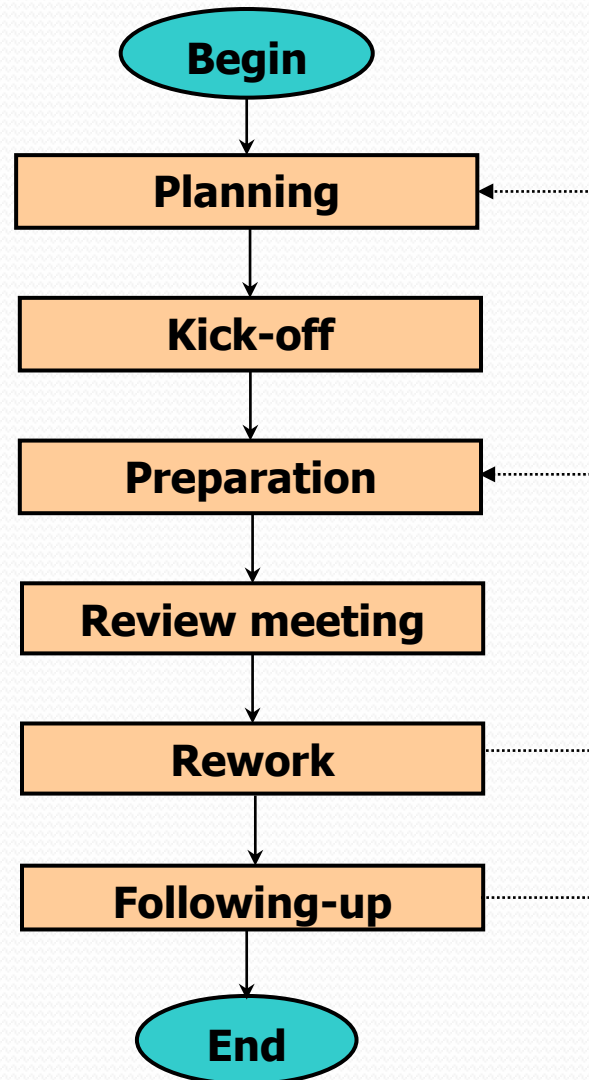 Begin
Planning
Kick-off
Preparation
Review meeting
Rework
Following-up
End